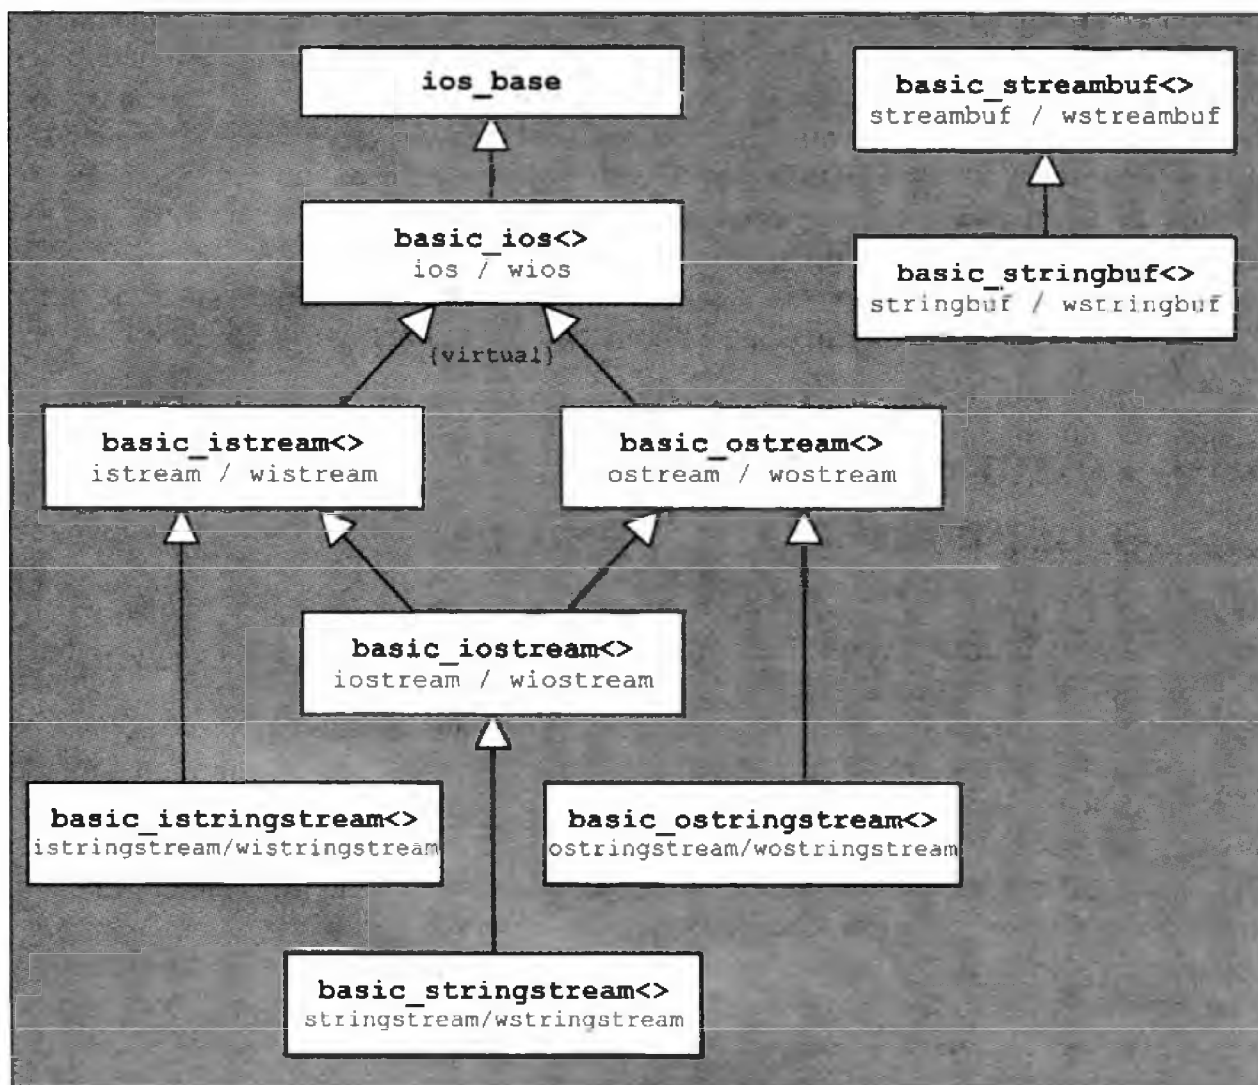 ios_base
basic_streambuf<>
streambuf / wstreambuf
basic_ios<>
ios / wios
basic_stringbuf<>
stringbuf / wstringbuf
{virtual}
basic_istream<>
istream / wistream
basic_ostream<>
ostream / wostream
basic_iostream<>
iostream / wiostream
basic_istringstream<>
istringstream/wistringstream
basic_ostringstream<>
ostringstream/wostringstream
basic_stringstream<>
stringstream/wstringstream